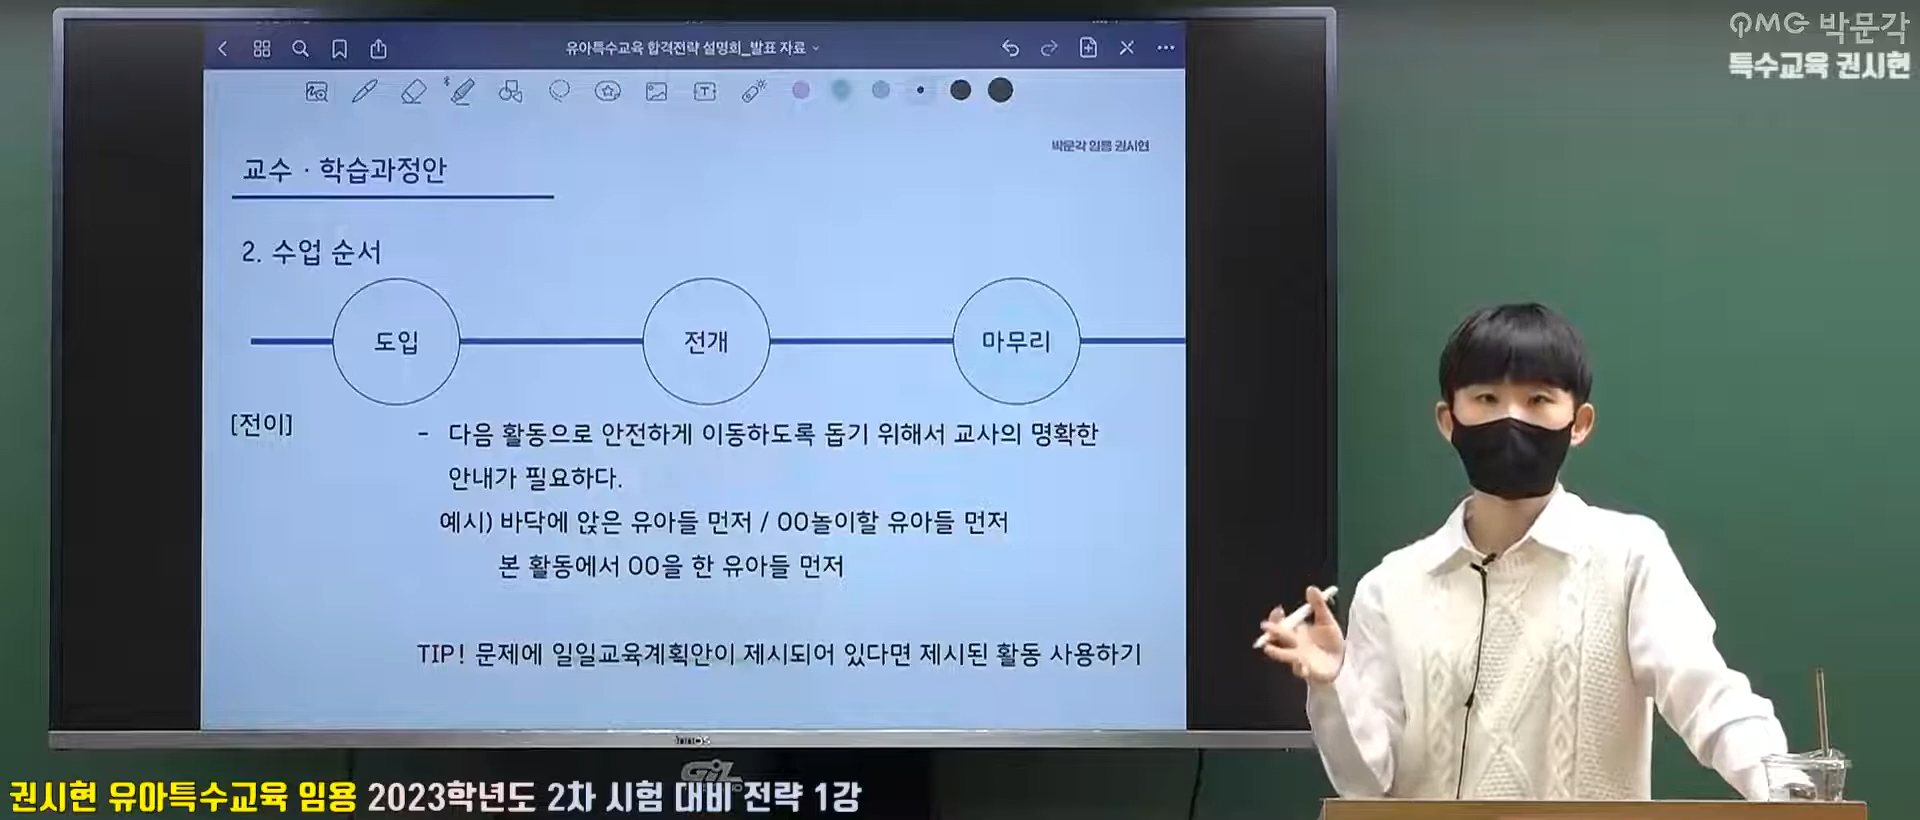 PMG 박문각
특수교육 권시현
유아특수교육 합격전략 설명회_발표 자료
박문각 임용 권시현
교수 · 학습과정안
2. 수업 순서
도입
전개
마무리
[전이]
- 다음 활동으로 안전하게 이동하도록 돕기 위해서 교사의 명확한
안내가 필요하다.
예시) 바닥에 앉은 유아들 먼저 / OO놀이할 유아들 먼저
본 활동에서 OO을 한 유아들 먼저
TIP! 문제에 일일교육계획안이 제시되어 있다면 제시된 활동 사용하기
권시현 유아특수교육 임용 2023학년도 2차 시험 대비 전략 1강